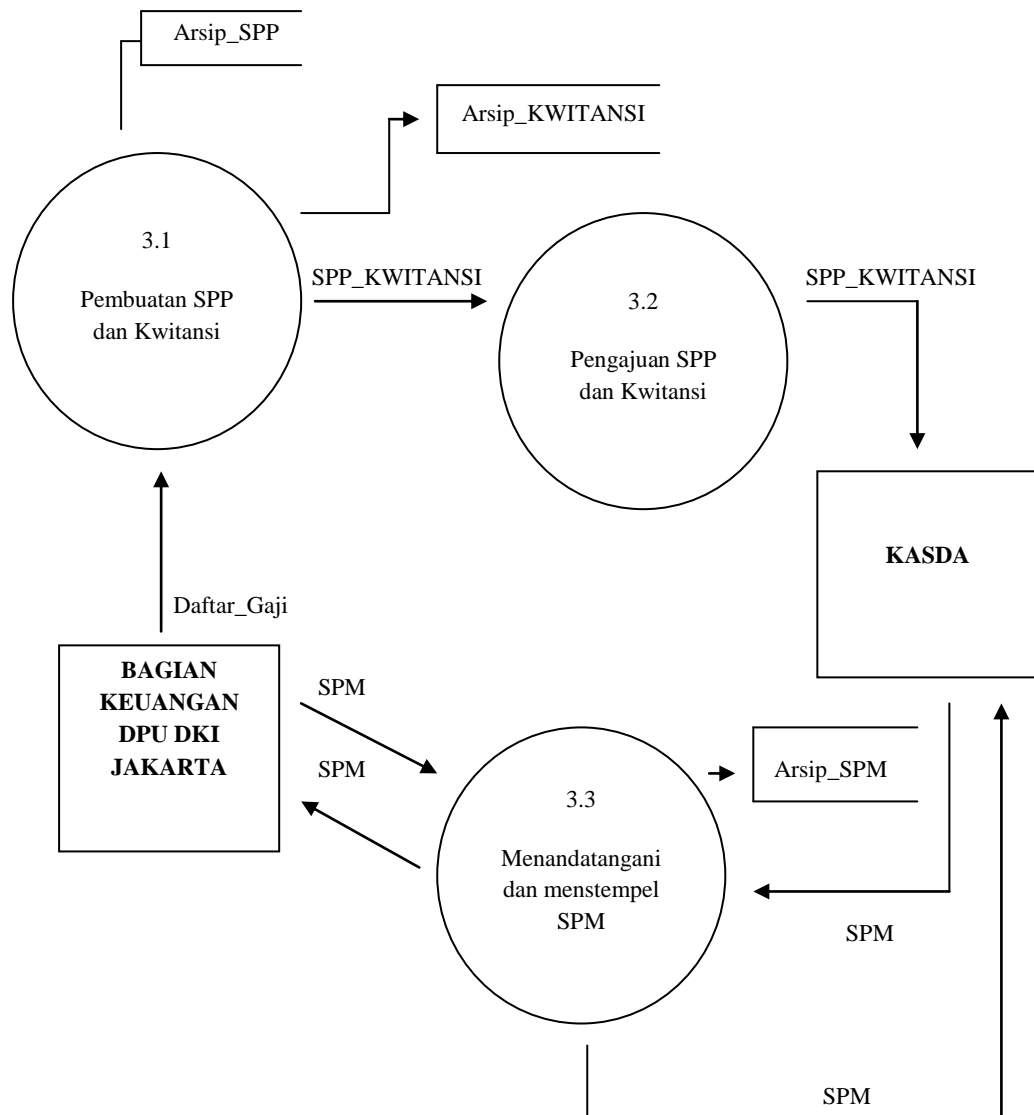 Arsip_SPP
Arsip_KWITANSI
3.1
Pembuatan SPP
dan Kwitansi
SPP_KWITANSI
3.2
Pengajuan SPP
dan Kwitansi
SPP_KWITANSI
KASDA
Daftar_Gaji
BAGIAN
KEUANGAN
DPU DKI
JAKARTA
SPM
SPM
3.3
Menandatangani
dan menstempel
SPM
Arsip_SPM
SPM
SPM